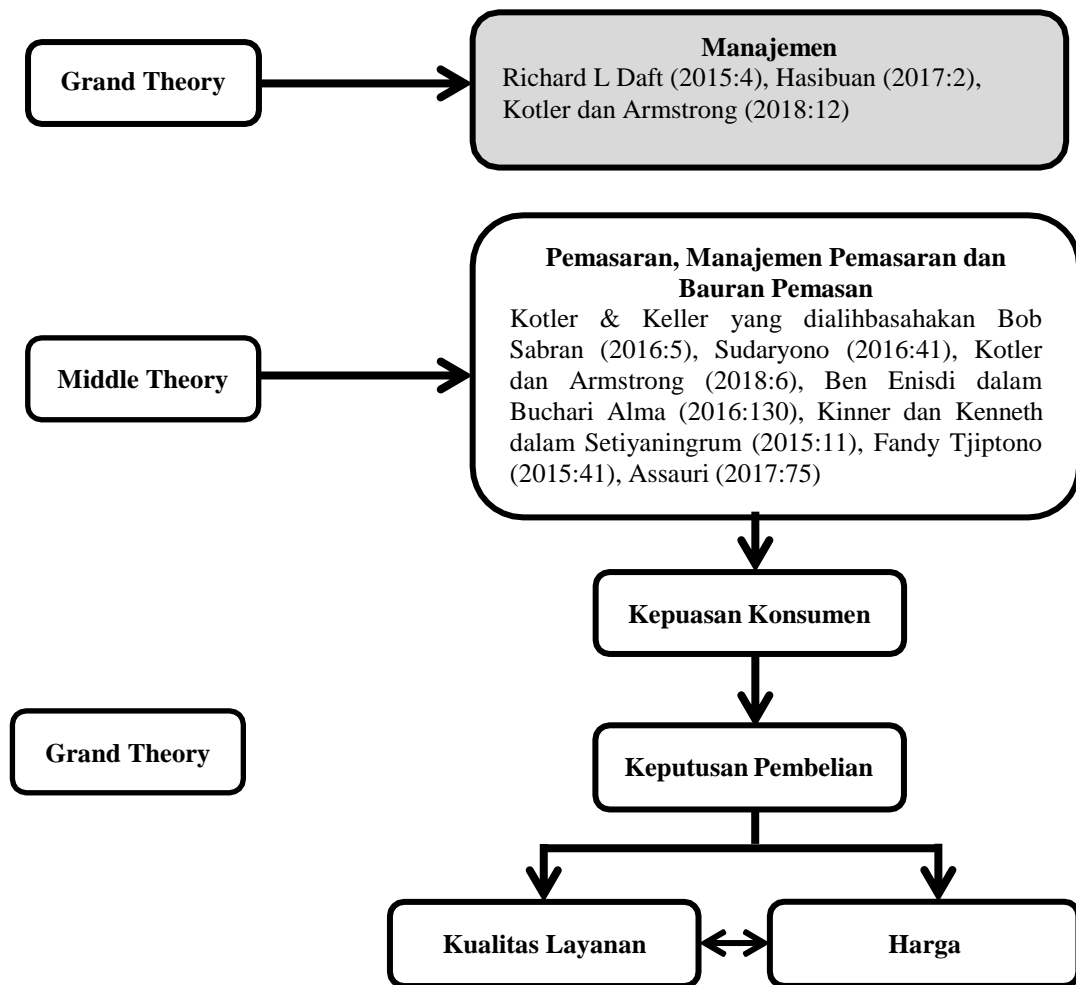 Grand Theory
Manajemen
Richard L Daft (2015:4), Hasibuan (2017:2),
Kotler dan Armstrong (2018:12)
Middle Theory
Pemasaran, Manajemen Pemasaran dan
Bauran Pemasan
Kotler & Keller yang dialihbasahakan Bob
Sabran (2016:5), Sudaryono (2016:41), Kotler
dan Armstrong (2018:6), Ben Enisdi dalam
Buchari Alma (2016:130), Kinner dan Kenneth
dalam Setiyaningrum (2015:11), Fandy Tjiptono
(2015:41), Assauri (2017:75)
Kepuasan Konsumen
Grand Theory
Keputusan Pembelian
Kualitas Layanan
Harga